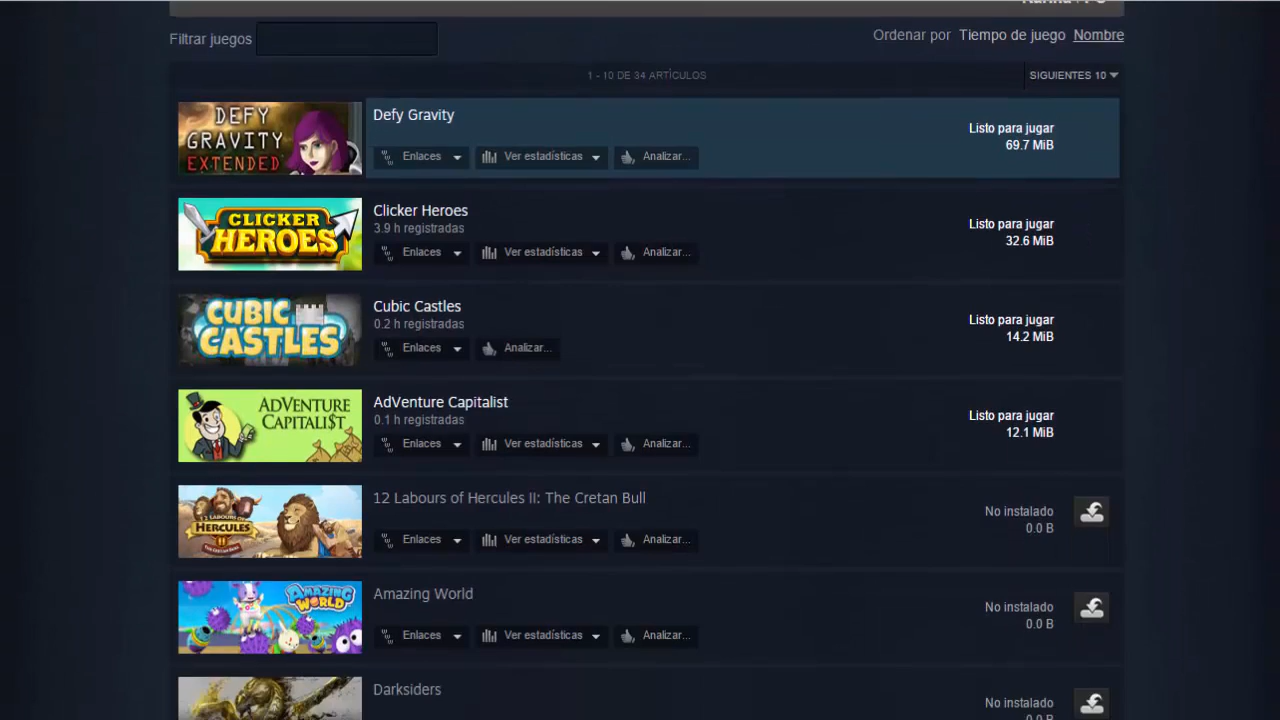 Filtrar juegos
Ordenar por Tiempo de juego Nombre
1 - 10 DE 34 ARTÍCULOS
SIGUIENTES 10
DEFY
GRAVITY
EXTENDED
Defy Gravity
Enlaces Ver estadísticas Analizar...
Listo para jugar
69.7 MiB
CLICKER
HEROES
Clicker Heroes
3.9 h registradas
Enlaces Ver estadísticas Analizar...
Listo para jugar
32.6 MiB
CUBIC
CASTLES
Cubic Castles
0.2 h registradas
Enlaces Analizar...
Listo para jugar
14.2 MiB
ADVENTURE
CAPITALI$T
AdVenture Capitalist
0.1 h registradas
Enlaces Ver estadísticas Analizar...
Listo para jugar
12.1 MiB
12 LABOURS OF
HERCULES
II
12 Labours of Hercules II: The Cretan Bull
Enlaces Ver estadísticas Analizar...
No instalado
0.0 B
AMAZING
WORLD
Amazing World
Enlaces Ver estadísticas Analizar...
No instalado
0.0 B
Darksiders
No instalado